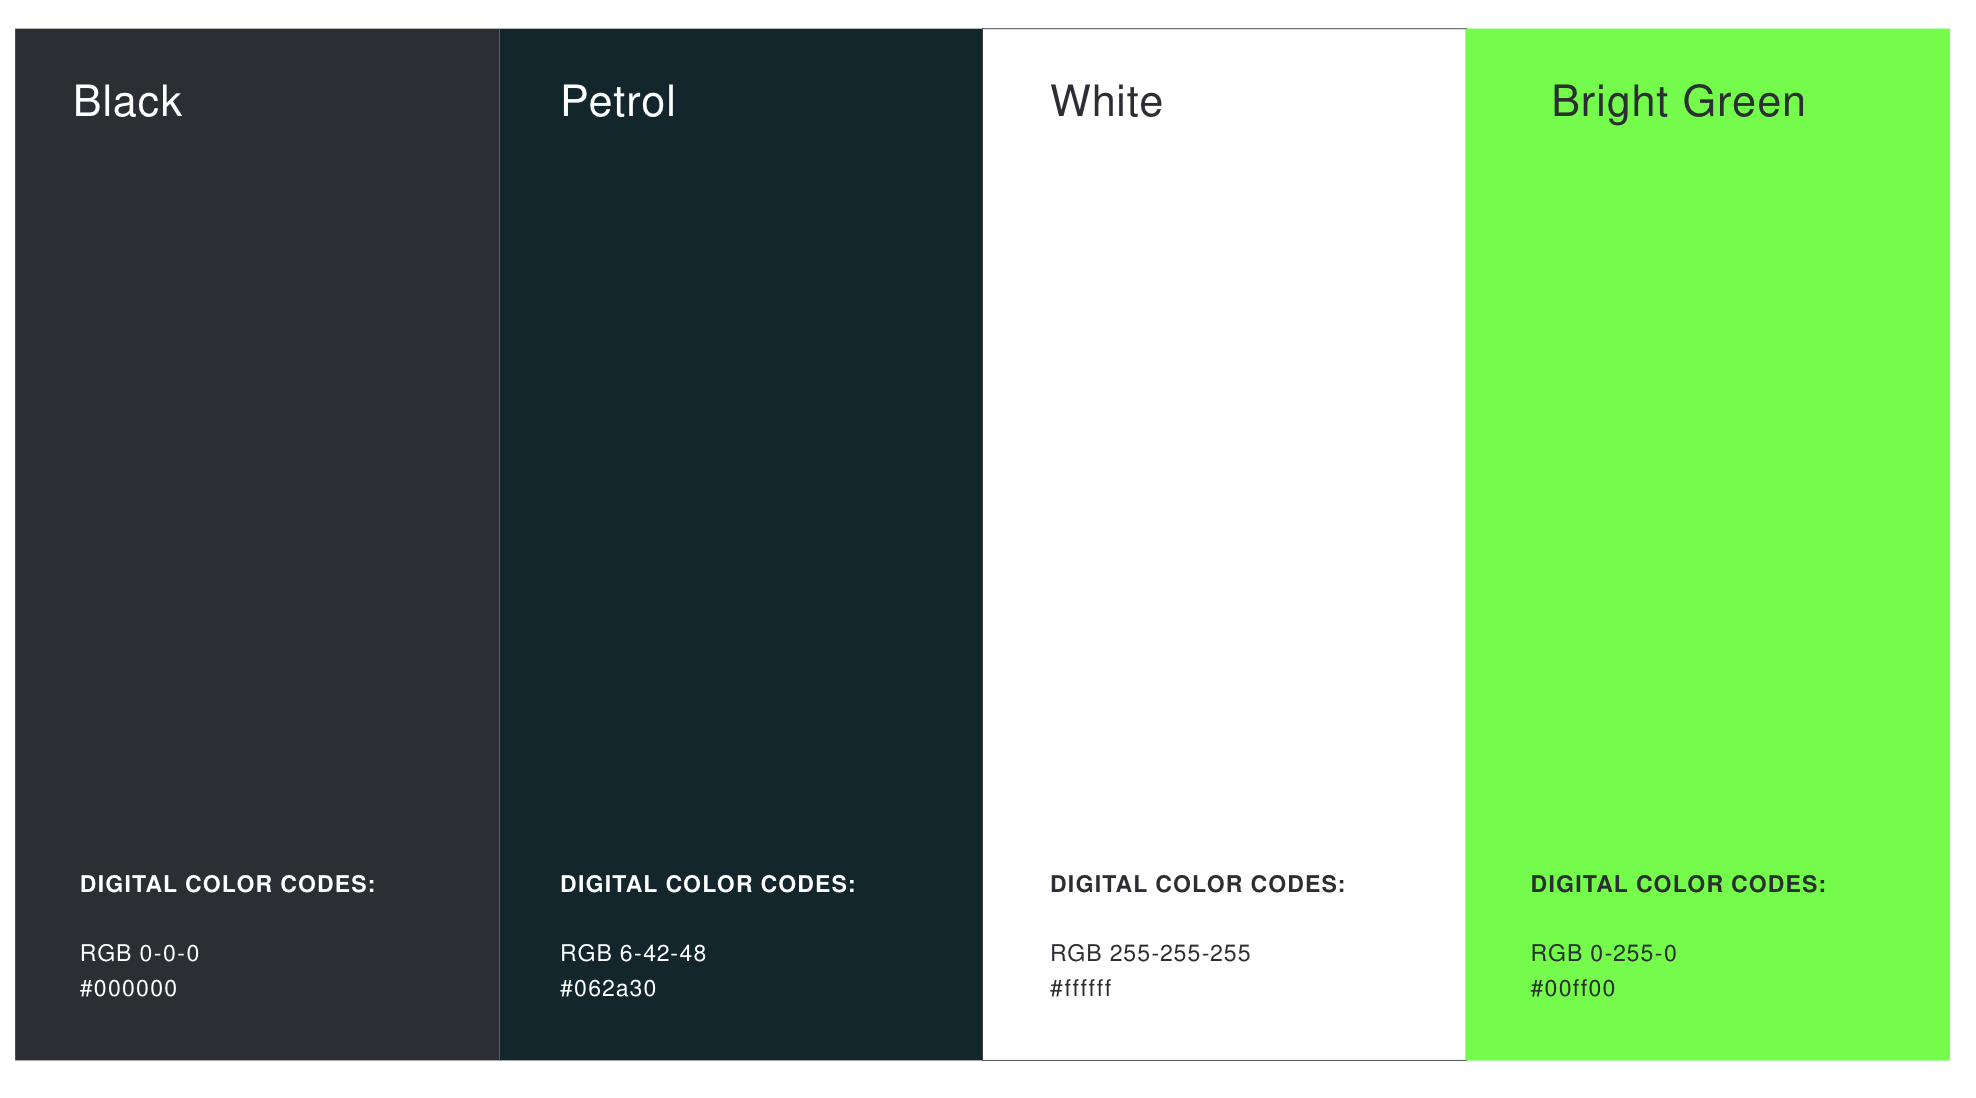 Black
DIGITAL COLOR CODES:
RGB 0-0-0
#000000
Petrol
DIGITAL COLOR CODES:
RGB 6-42-48
#062a30
White
DIGITAL COLOR CODES:
RGB 255-255-255
#ffffff
Bright Green
DIGITAL COLOR CODES:
RGB 0-255-0
#00ff00